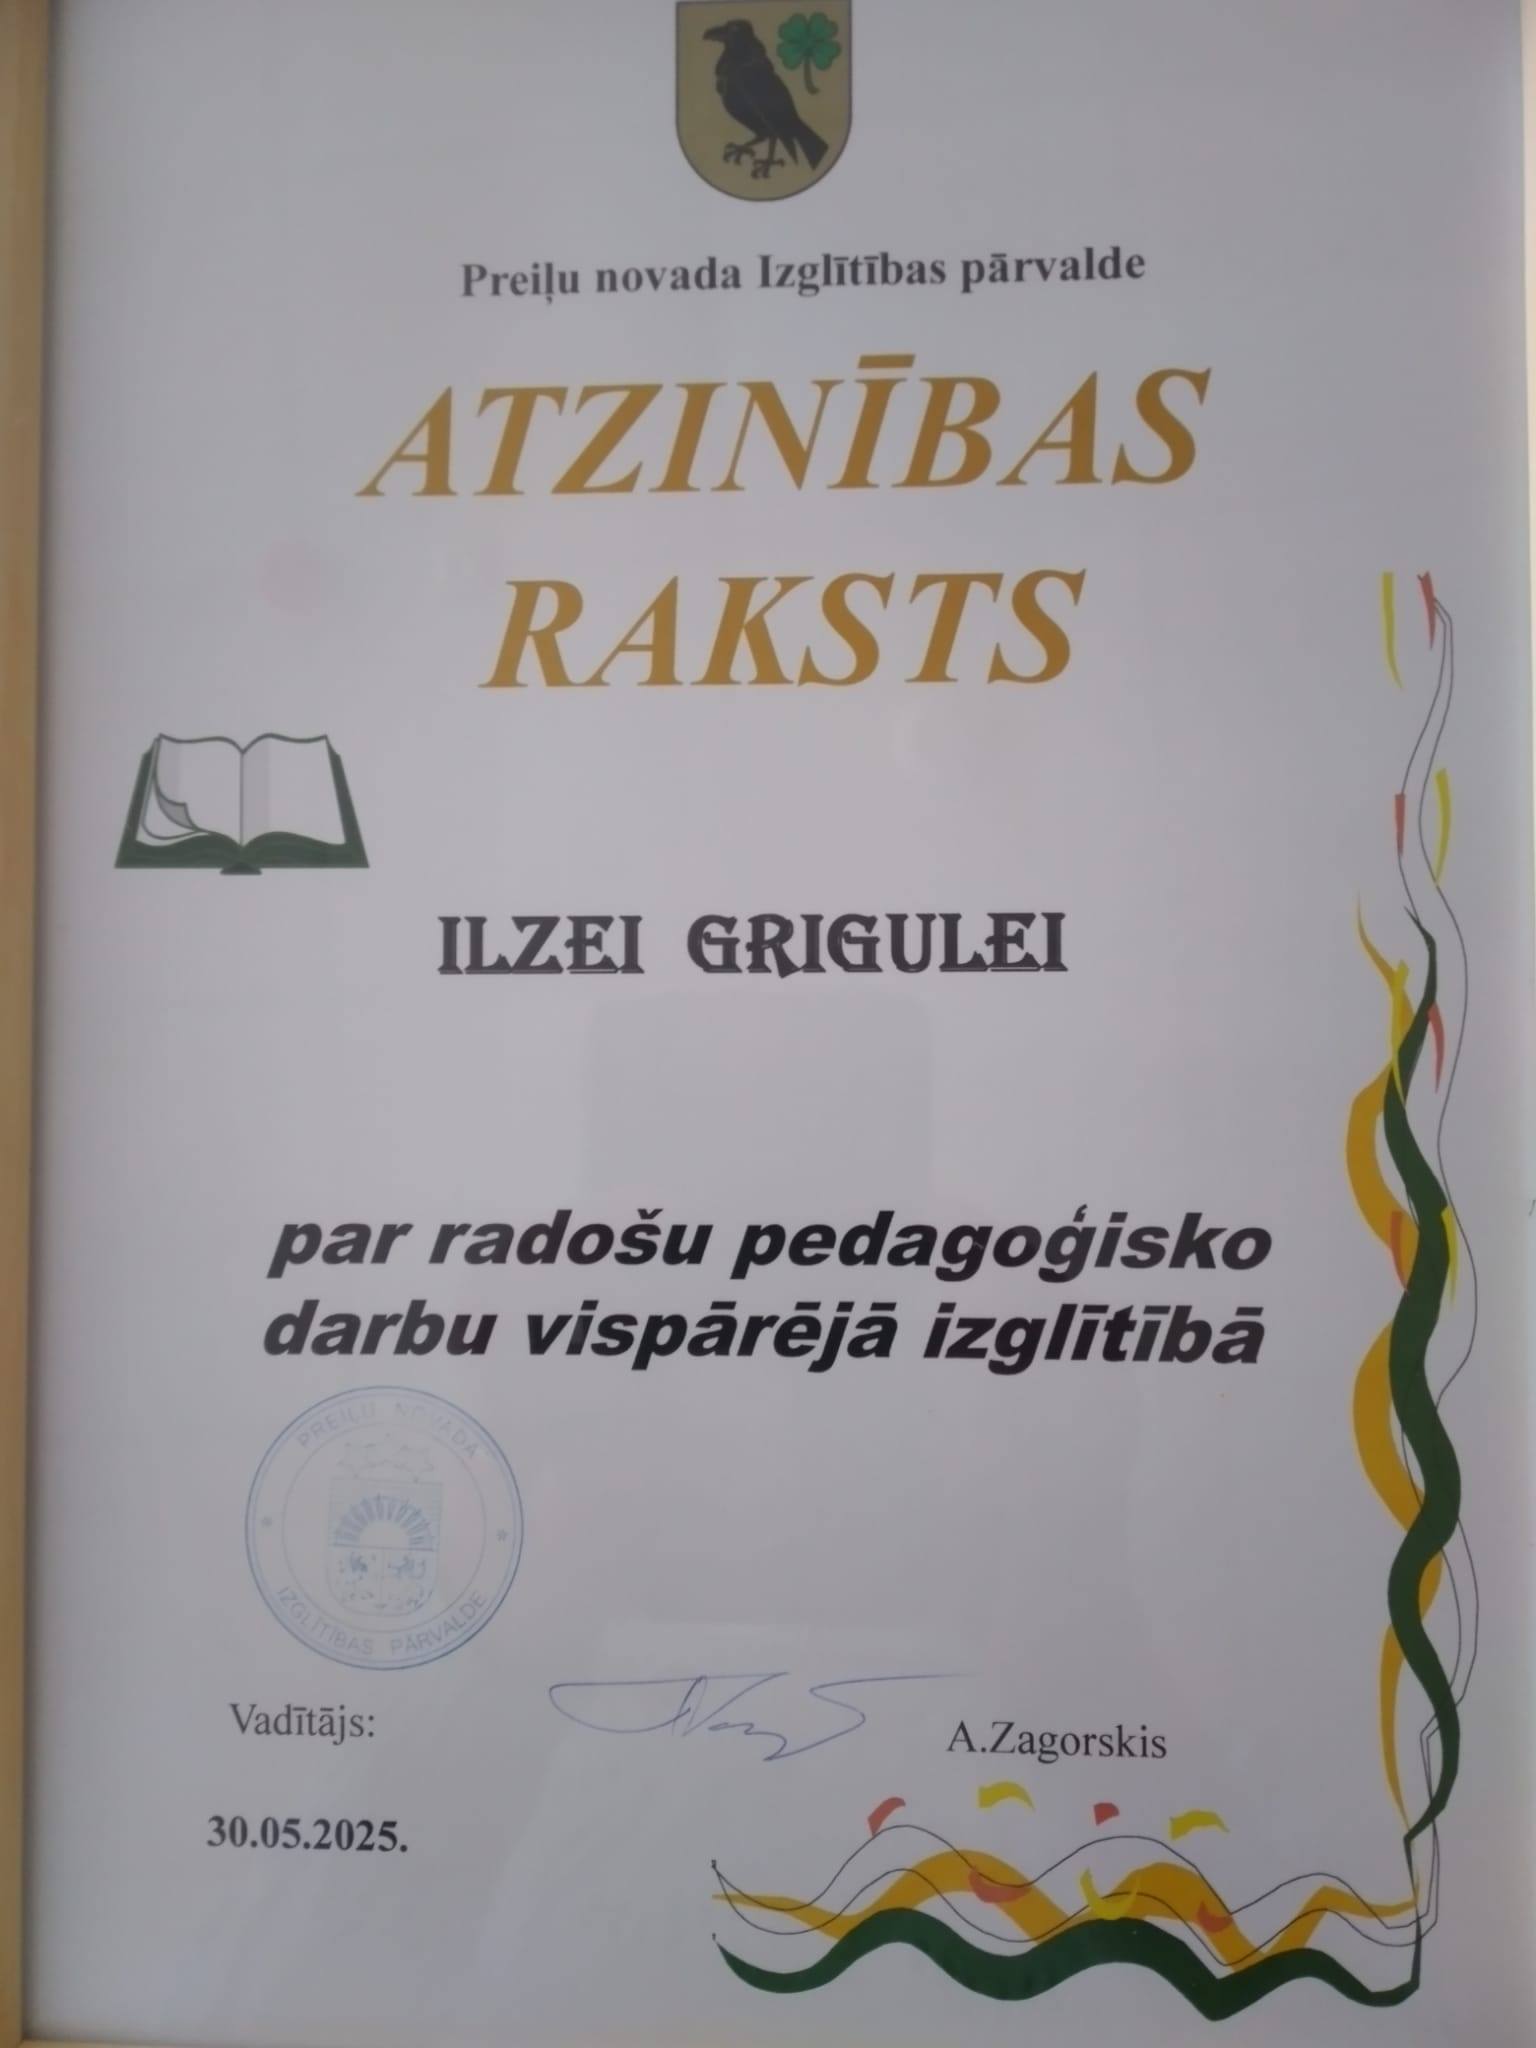 Preiļu novada Izglītības pārvalde
ATZINĪBAS
RAKSTS
ILZEI GRIGULEI
par radošu pedagoģisko
darbu vispārējā izglītībā
PREIĻU NOVADA
IZGLĪTĪBAS PĀRVALDE
Vadītājs:
A.Zagorskis
30.05.2025.